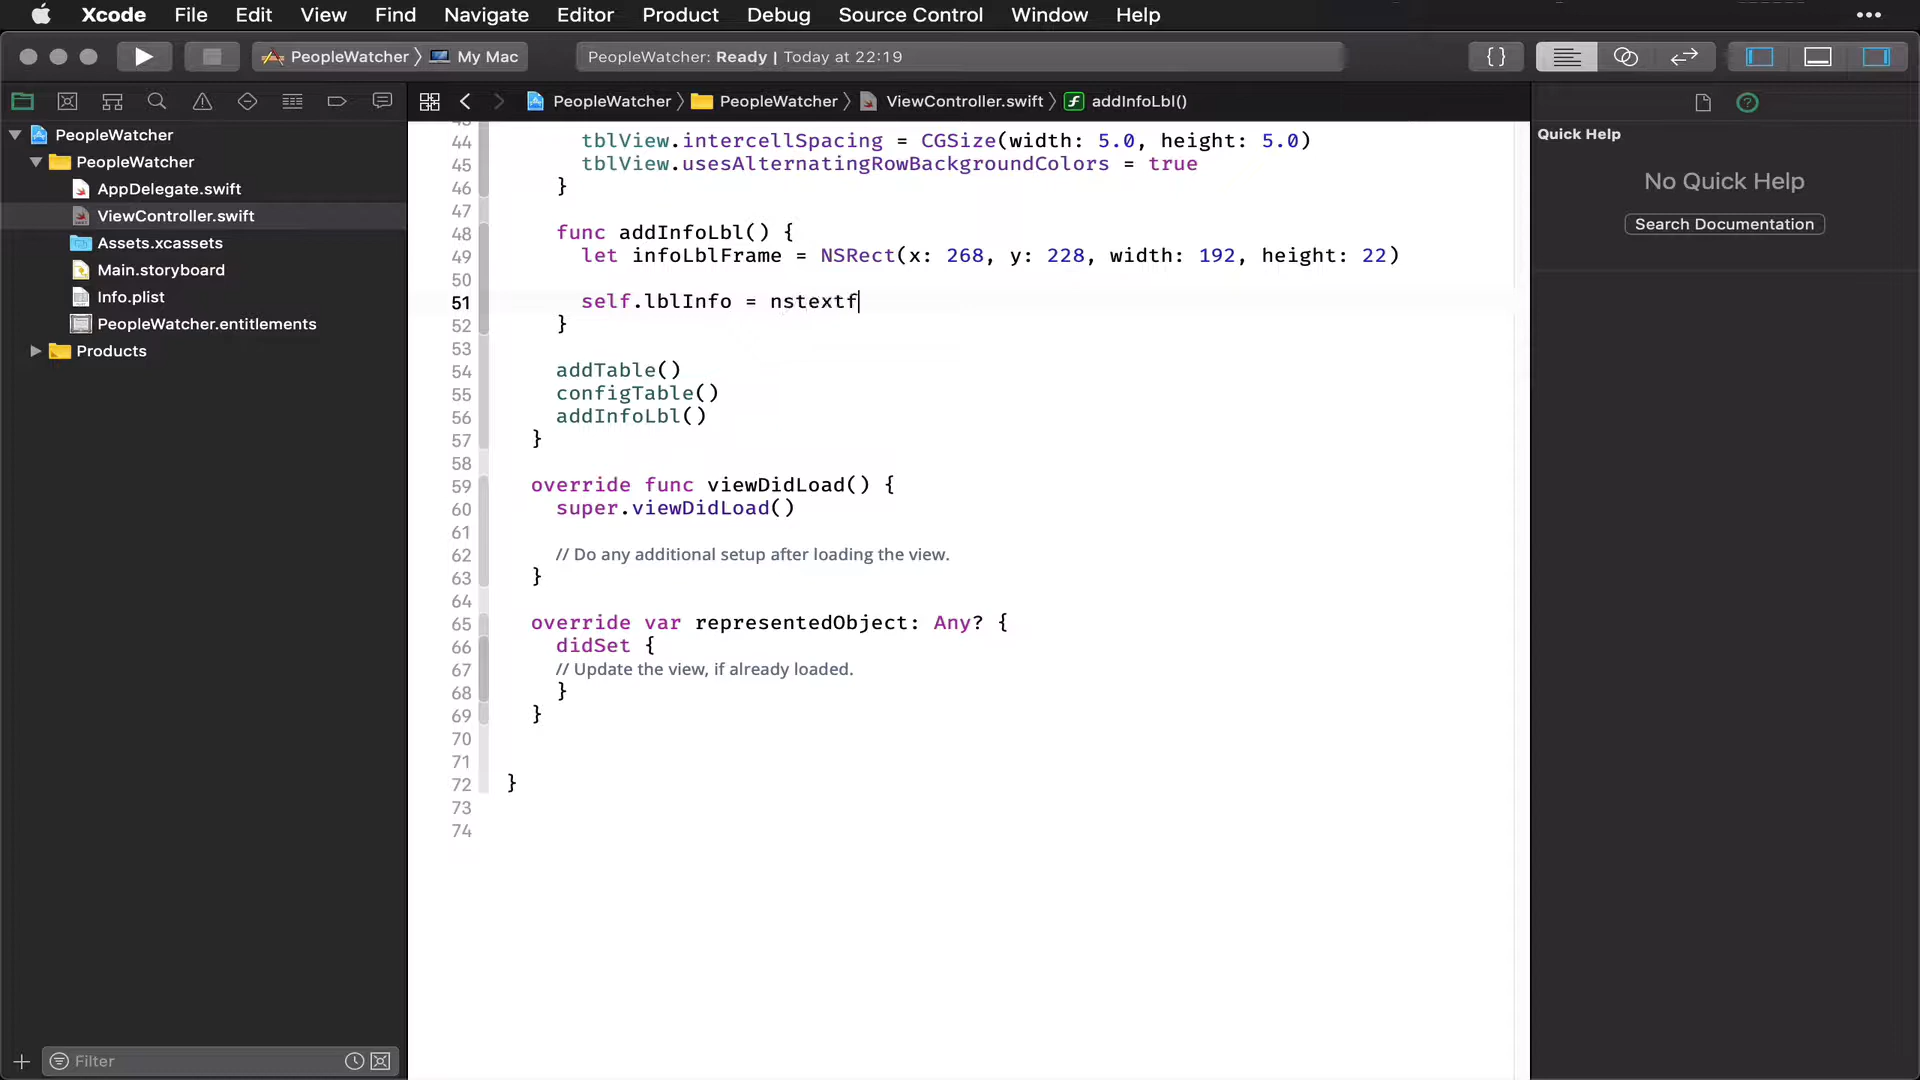 Xcode File Edit View Find Navigate Editor Product Debug Source Control Window Help
PeopleWatcher My Mac
PeopleWatcher: Ready | Today at 22:19
{ }
PeopleWatcher PeopleWatcher ViewController.swift addInfoLbl()
PeopleWatcher
PeopleWatcher
AppDelegate.swift
ViewController.swift
Assets.xcassets
Main.storyboard
Info.plist
PeopleWatcher.entitlements
Products
Filter
44 tblView.intercellSpacing = CGSize(width: 5.0, height: 5.0)
45 tblView.usesAlternatingRowBackgroundColors = true
46 }
47
48 func addInfoLbl() {
49 let infoLblFrame = NSRect(x: 268, y: 228, width: 192, height: 22)
50
51 self.lblInfo = nstextf
52 }
53
54 addTable()
55 configTable()
56 addInfoLbl()
57 }
58
59 override func viewDidLoad() {
60 super.viewDidLoad()
61
62 // Do any additional setup after loading the view.
63 }
64
65 override var representedObject: Any? {
66 didSet {
67 // Update the view, if already loaded.
68 }
69 }
70
71
72 }
73
74
Quick Help
No Quick Help
Search Documentation